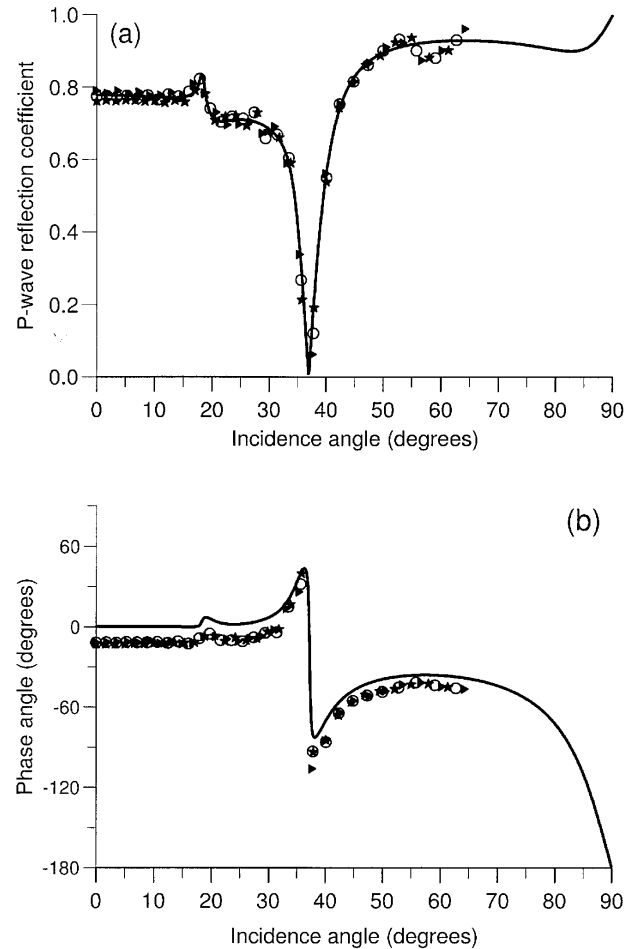 (a)
P-wave reflection coefficient
1.0
0.8
0.6
0.4
0.2
0.0
0 10 20 30 40 50 60 70 80 90
Incidence angle (degrees)
(b)
Phase angle (degrees)
60
0
-60
-120
-180
0 10 20 30 40 50 60 70 80 90
Incidence angle (degrees)